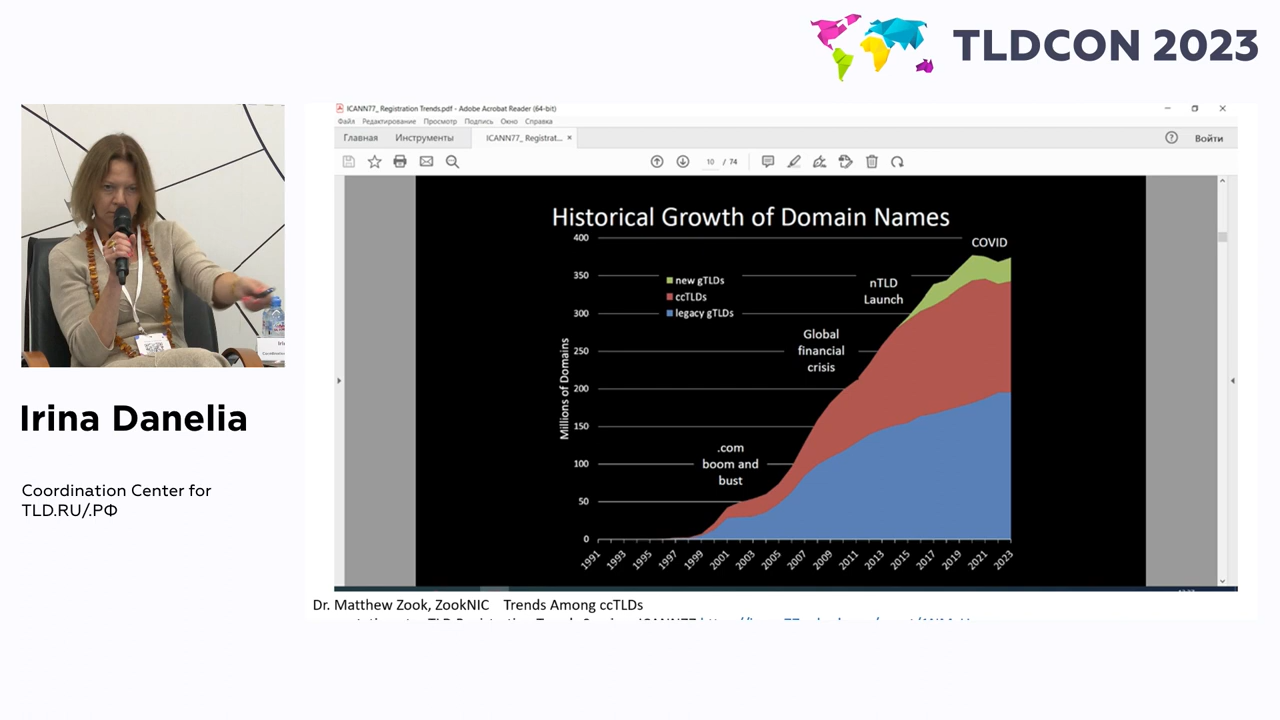 TLDCON 2023
ICANN77_ Registration Trends.pdf - Adobe Acrobat Reader (64-bit)
Файл Редактирование Просмотр Подпись Окно Справка
Главная Инструменты ICANN77_ Registrat... × Войти
10 / 74
Historical Growth of Domain Names
Millions of Domains
400
350
300
250
200
150
100
50
0
new gTLDs
ccTLDs
legacy gTLDs
COVID
nTLD
Launch
Global
financial
crisis
.com
boom and
bust
1991 1993 1995 1997 1999 2001 2003 2005 2007 2009 2011 2013 2015 2017 2019 2021 2023
Dr. Matthew Zook, ZookNIC Trends Among ccTLDs
Irina Danelia
Coordination Center for
TLD.RU/.РФ